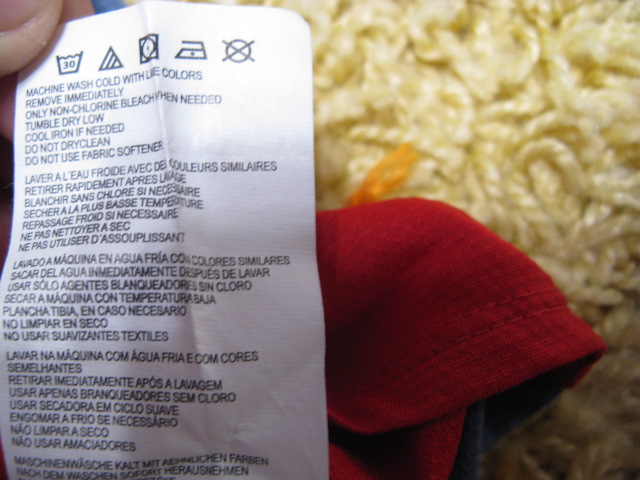 30
MACHINE WASH COLD WITH LIKE COLORS
REMOVE IMMEDIATELY
ONLY NON-CHLORINE BLEACH WHEN NEEDED
TUMBLE DRY LOW
COOL IRON IF NEEDED
DO NOT DRYCLEAN
DO NOT USE FABRIC SOFTENER
LAVER A L'EAU FROIDE AVEC DES COULEURS SIMILAIRES
RETIRER RAPIDEMENT APRES LAVAGE
BLANCHIR SANS CHLORE SI NECESSAIRE
SECHER A LA PLUS BASSE TEMPERATURE
REPASSAGE FROID SI NECESSAIRE
NE PAS NETTOYER A SEC
NE PAS UTILISER D'ASSOUPLISSANT
LAVADO A MÁQUINA EN AGUA FRÍA CON COLORES SIMILARES
SACAR DEL AGUA INMEDIATAMENTE DESPUÉS DE LAVAR
USAR SÓLO AGENTES BLANQUEADORES SIN CLORO
SECAR A MÁQUINA CON TEMPERATURA BAJA
PLANCHA TIBIA, EN CASO NECESARIO
NO LIMPIAR EN SECO
NO USAR SUAVIZANTES TEXTILES
LAVAR NA MÁQUINA COM ÁGUA FRIA E COM CORES
SEMELHANTES
RETIRAR IMEDIATAMENTE APÓS A LAVAGEM
USAR APENAS BRANQUEADORES SEM CLORO
USAR SECADORA EM CICLO SUAVE
ENGOMAR A FRIO SE NECESSÁRIO
NÃO LIMPAR A SECO
NÃO USAR AMACIADORES
MASCHINENWÄSCHE KALT MIT AEHNLICHEN FARBEN
NACH DEM WASCHEN SOFORT HERAUSNEHMEN